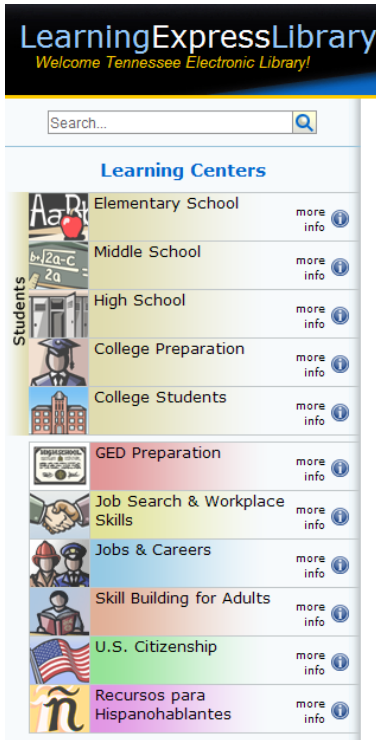 LearningExpressLibrary
Welcome Tennessee Electronic Library!
Search...
Learning Centers
Students
Elementary School
more
info
Middle School
more
info
High School
more
info
College Preparation
more
info
College Students
more
info
GED Preparation
more
info
Job Search & Workplace
Skills
more
info
Jobs & Careers
more
info
Skill Building for Adults
more
info
U.S. Citizenship
more
info
Recursos para
Hispanohablantes
more
info